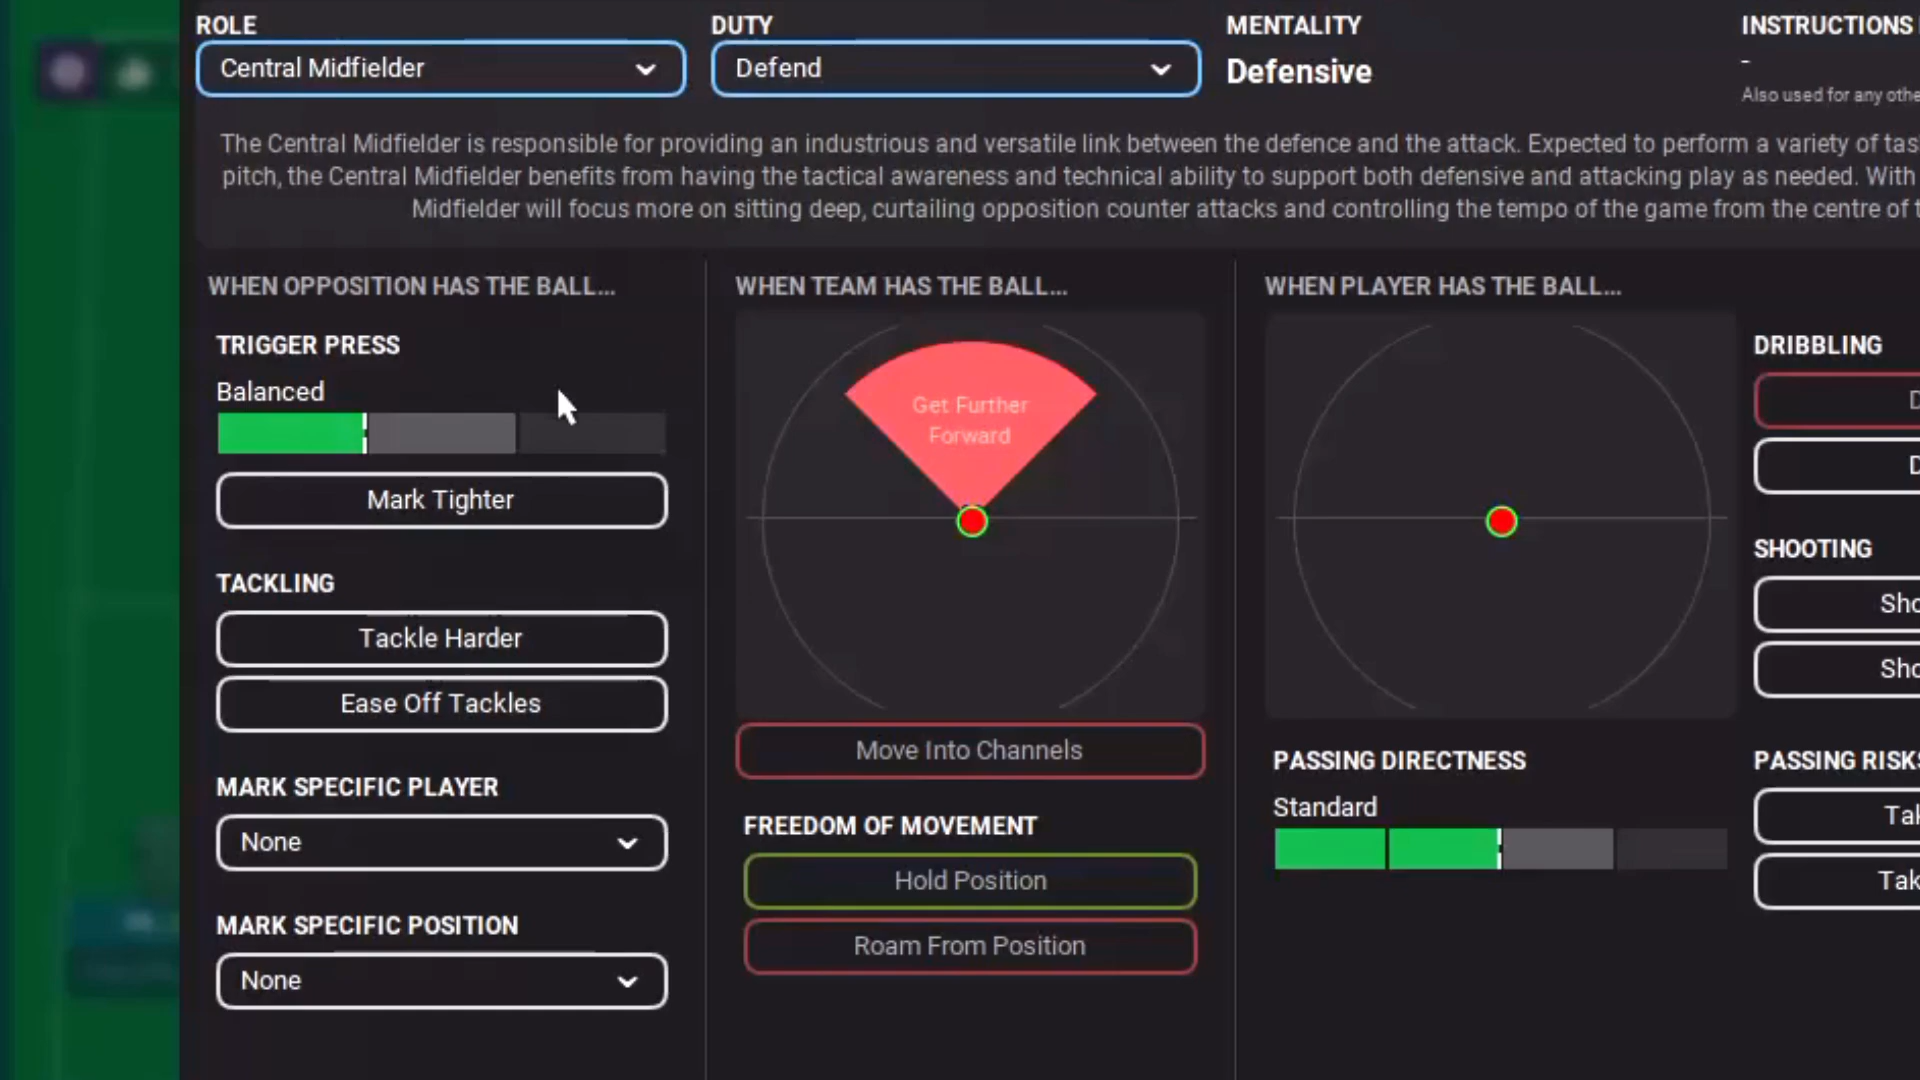 ROLE
Central Midfielder
DUTY
Defend
MENTALITY
Defensive
INSTRUCTIONS
-
Also used for any othe
The Central Midfielder is responsible for providing an industrious and versatile link between the defence and the attack. Expected to perform a variety of tas
pitch, the Central Midfielder benefits from having the tactical awareness and technical ability to support both defensive and attacking play as needed. With
Midfielder will focus more on sitting deep, curtailing opposition counter attacks and controlling the tempo of the game from the centre of t
WHEN OPPOSITION HAS THE BALL...
TRIGGER PRESS
Balanced
Mark Tighter
TACKLING
Tackle Harder
Ease Off Tackles
MARK SPECIFIC PLAYER
None
MARK SPECIFIC POSITION
None
WHEN TEAM HAS THE BALL...
Get Further
Forward
Move Into Channels
FREEDOM OF MOVEMENT
Hold Position
Roam From Position
WHEN PLAYER HAS THE BALL...
PASSING DIRECTNESS
Standard
DRIBBLING
D
D
SHOOTING
Sho
Sho
PASSING RISKS
Tak
Tak